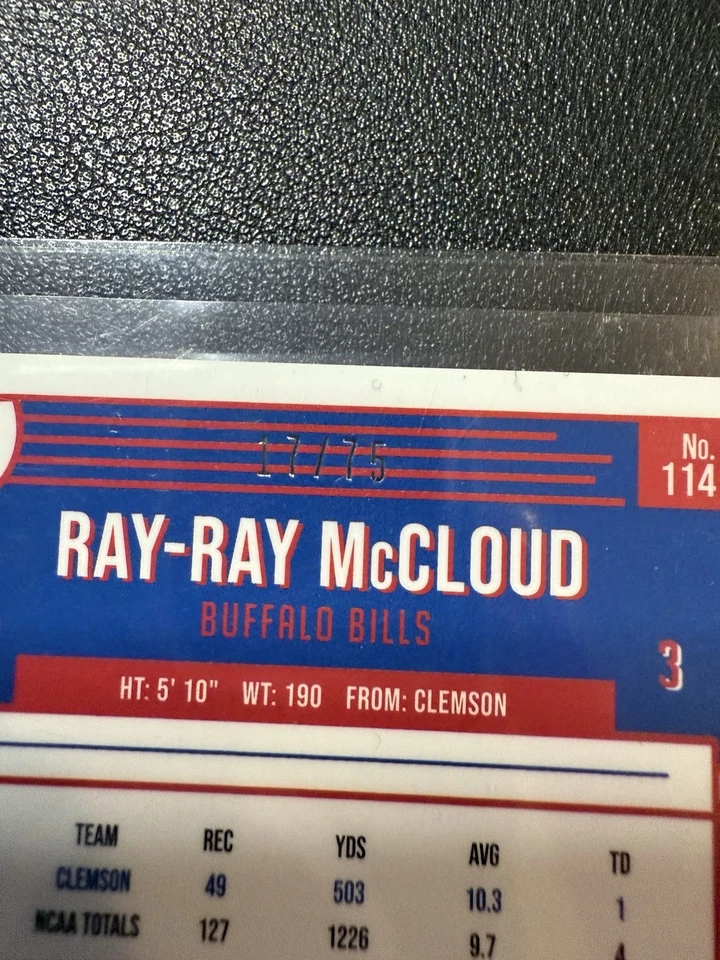 17/75
No.
114
RAY-RAY McCLOUD
BUFFALO BILLS
3
HT: 5' 10" WT: 190 FROM: CLEMSON
TEAM REC YDS AVG TD
CLEMSON 49 503 10.3 1
NCAA TOTALS 127 1226 9.7 4